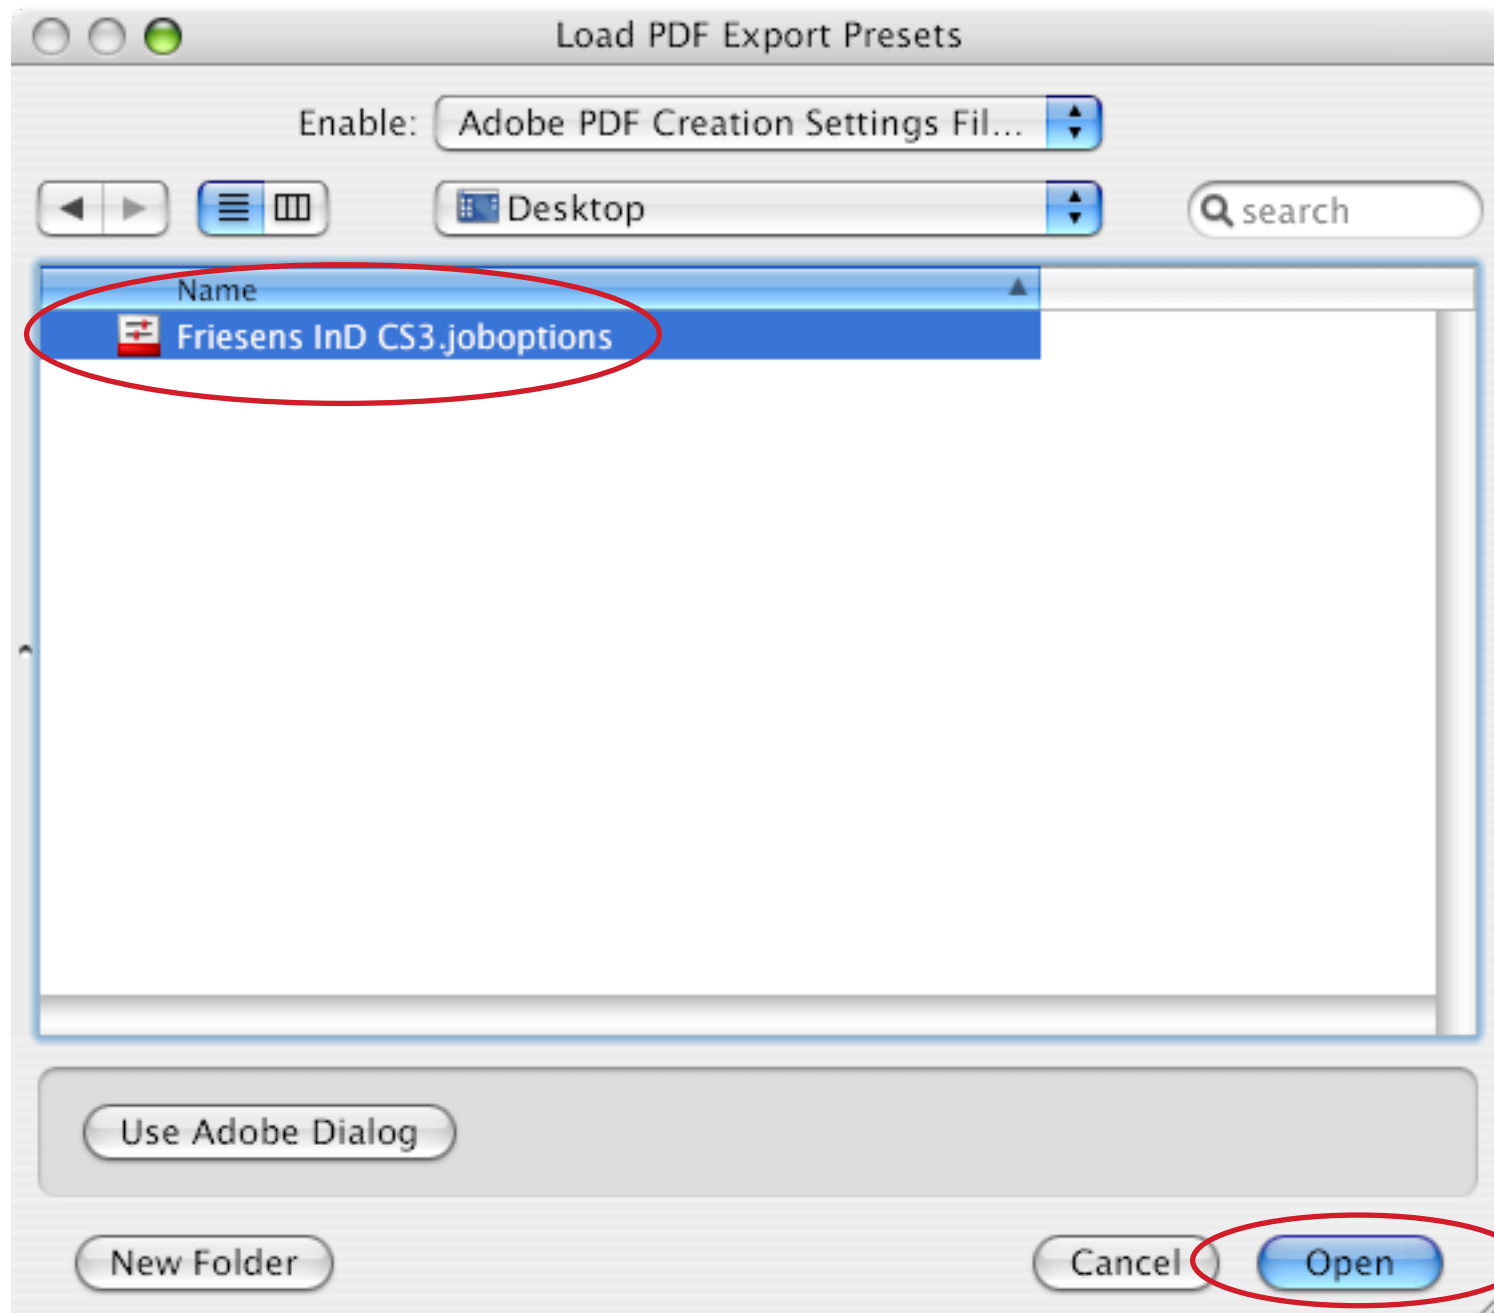 Load PDF Export Presets
Enable: Adobe PDF Creation Settings Fil...
Desktop
search
Name
Friesens InD CS3.joboptions
Use Adobe Dialog
New Folder Cancel Open